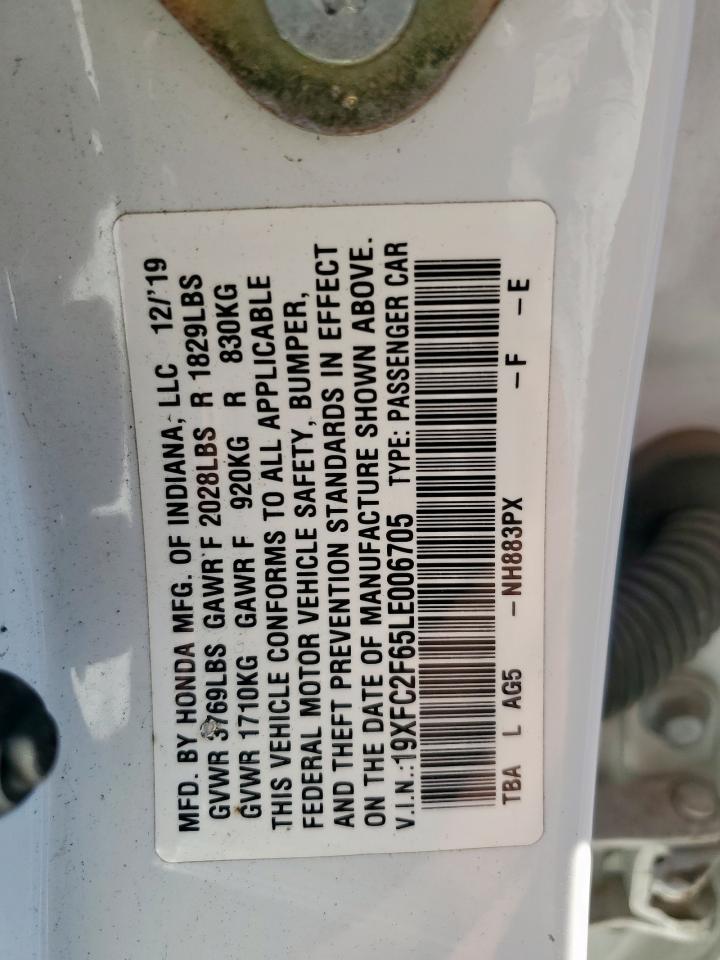 MFD. BY HONDA MFG. OF INDIANA, LLC 12/'19
GVWR 3769LBS GAWR F 2028LBS R 1829LBS
GVWR 1710KG GAWR F 920KG R 830KG
THIS VEHICLE CONFORMS TO ALL APPLICABLE
FEDERAL MOTOR VEHICLE SAFETY, BUMPER,
AND THEFT PREVENTION STANDARDS IN EFFECT
ON THE DATE OF MANUFACTURE SHOWN ABOVE.
V.I.N.:19XFC2F65LE006705 TYPE: PASSENGER CAR
TBA L AG5 -NH883PX -F -E